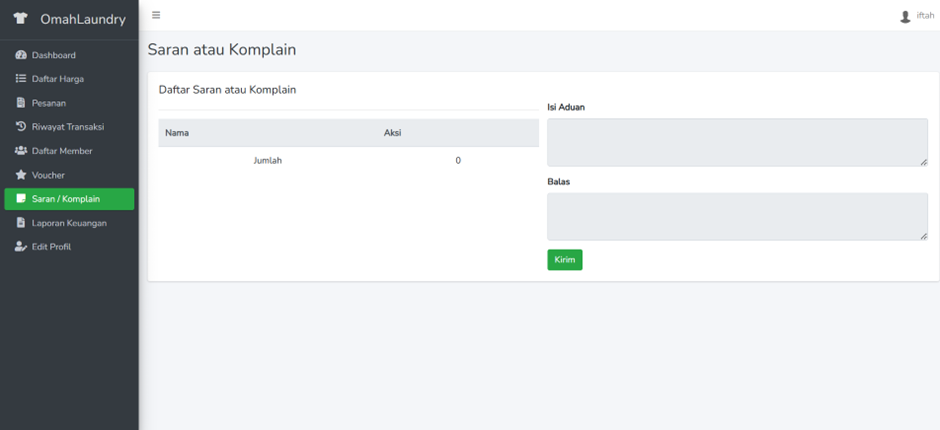 OmahLaundry
iftah
Dashboard
Daftar Harga
Pesanan
Riwayat Transaksi
Daftar Member
Voucher
Saran / Komplain
Laporan Keuangan
Edit Profil
Saran atau Komplain
Daftar Saran atau Komplain
Nama Aksi
Jumlah 0
Isi Aduan
Balas
Kirim